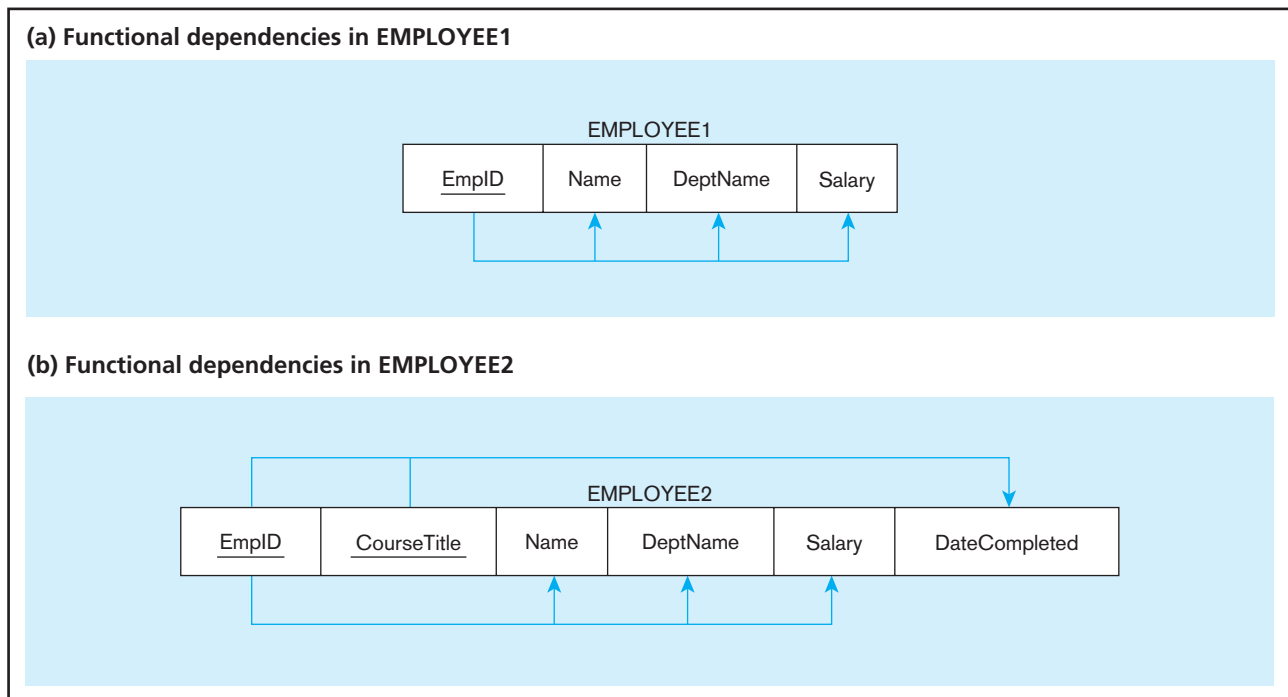 (a) Functional dependencies in EMPLOYEE1
EMPLOYEE1
EmpID Name DeptName Salary
(b) Functional dependencies in EMPLOYEE2
EMPLOYEE2
EmpID CourseTitle Name DeptName Salary DateCompleted